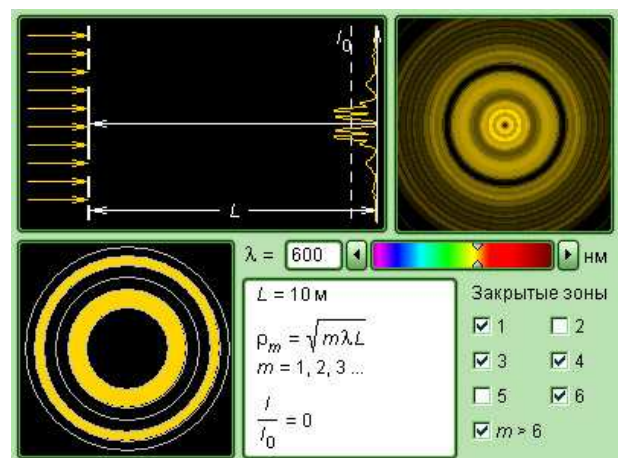 I₀
L
λ = 600 нм
L = 10 м
ρₘ = √mλL
m = 1, 2, 3 ...
I/I₀ = 0
Закрытые зоны
1 2
3 4
5 6
m > 6